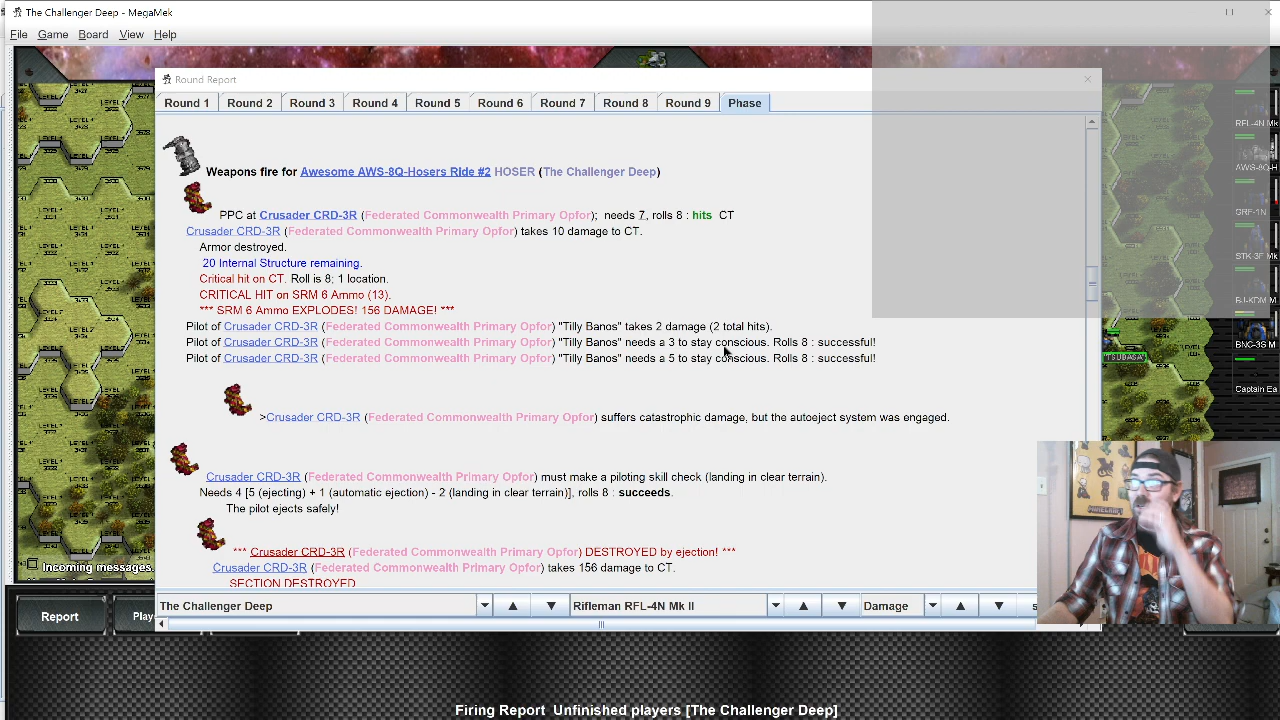 The Challenger Deep - MegaMek
File Game Board View Help
Round Report
Round 1 Round 2 Round 3 Round 4 Round 5 Round 6 Round 7 Round 8 Round 9 Phase
Weapons fire for Awesome AWS-8Q-Hosers RIde #2 HOSER (The Challenger Deep)
PPC at Crusader CRD-3R (Federated Commonwealth Primary Opfor); needs 7, rolls 8 : hits CT
Crusader CRD-3R (Federated Commonwealth Primary Opfor) takes 10 damage to CT.
Armor destroyed.
20 Internal Structure remaining.
Critical hit on CT. Roll is 8; 1 location.
CRITICAL HIT on SRM 6 Ammo (13).
*** SRM 6 Ammo EXPLODES! 156 DAMAGE! ***
Pilot of Crusader CRD-3R (Federated Commonwealth Primary Opfor) "Tilly Banos" takes 2 damage (2 total hits).
Pilot of Crusader CRD-3R (Federated Commonwealth Primary Opfor) "Tilly Banos" needs a 3 to stay conscious. Rolls 8 : successful!
Pilot of Crusader CRD-3R (Federated Commonwealth Primary Opfor) "Tilly Banos" needs a 5 to stay conscious. Rolls 8 : successful!
>Crusader CRD-3R (Federated Commonwealth Primary Opfor) suffers catastrophic damage, but the autoeject system was engaged.
Crusader CRD-3R (Federated Commonwealth Primary Opfor) must make a piloting skill check (landing in clear terrain).
Needs 4 [5 (ejecting) + 1 (automatic ejection) - 2 (landing in clear terrain)], rolls 8 : succeeds.
The pilot ejects safely!
*** Crusader CRD-3R (Federated Commonwealth Primary Opfor) DESTROYED by ejection! ***
Crusader CRD-3R (Federated Commonwealth Primary Opfor) takes 156 damage to CT.
SECTION DESTROYED
The Challenger Deep Rifleman RFL-4N Mk II Damage
RFL-4N Mk
AWS-8Q-H
GRF-1N
STK-3F Mk
BJ-KDM M
BNC-3S M
Captain Ea
TSUBASA
Incoming messages
Report Play
Firing Report Unfinished players [The Challenger Deep]